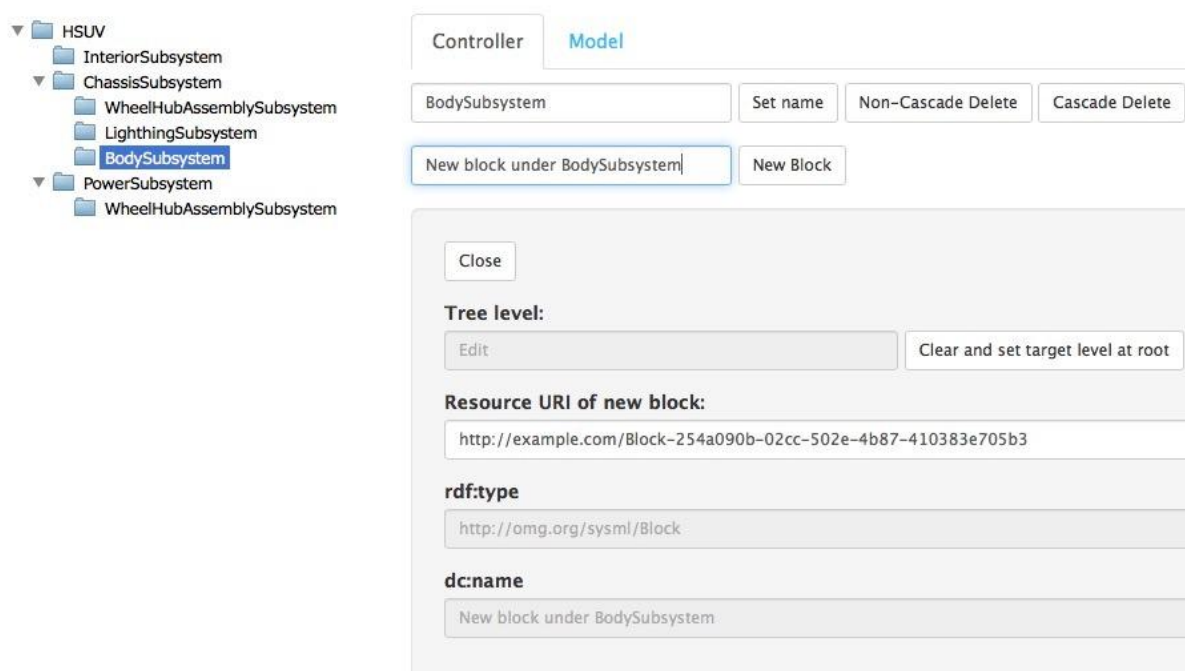 HSUV
InteriorSubsystem
ChassisSubsystem
WheelHubAssemblySubsystem
LighthingSubsystem
BodySubsystem
PowerSubsystem
WheelHubAssemblySubsystem
Controller Model
BodySubsystem Set name Non-Cascade Delete Cascade Delete
New block under BodySubsystem New Block
Close
Tree level:
Edit Clear and set target level at root
Resource URI of new block:
http://example.com/Block-254a090b-02cc-502e-4b87-410383e705b3
rdf:type
http://omg.org/sysml/Block
dc:name
New block under BodySubsystem